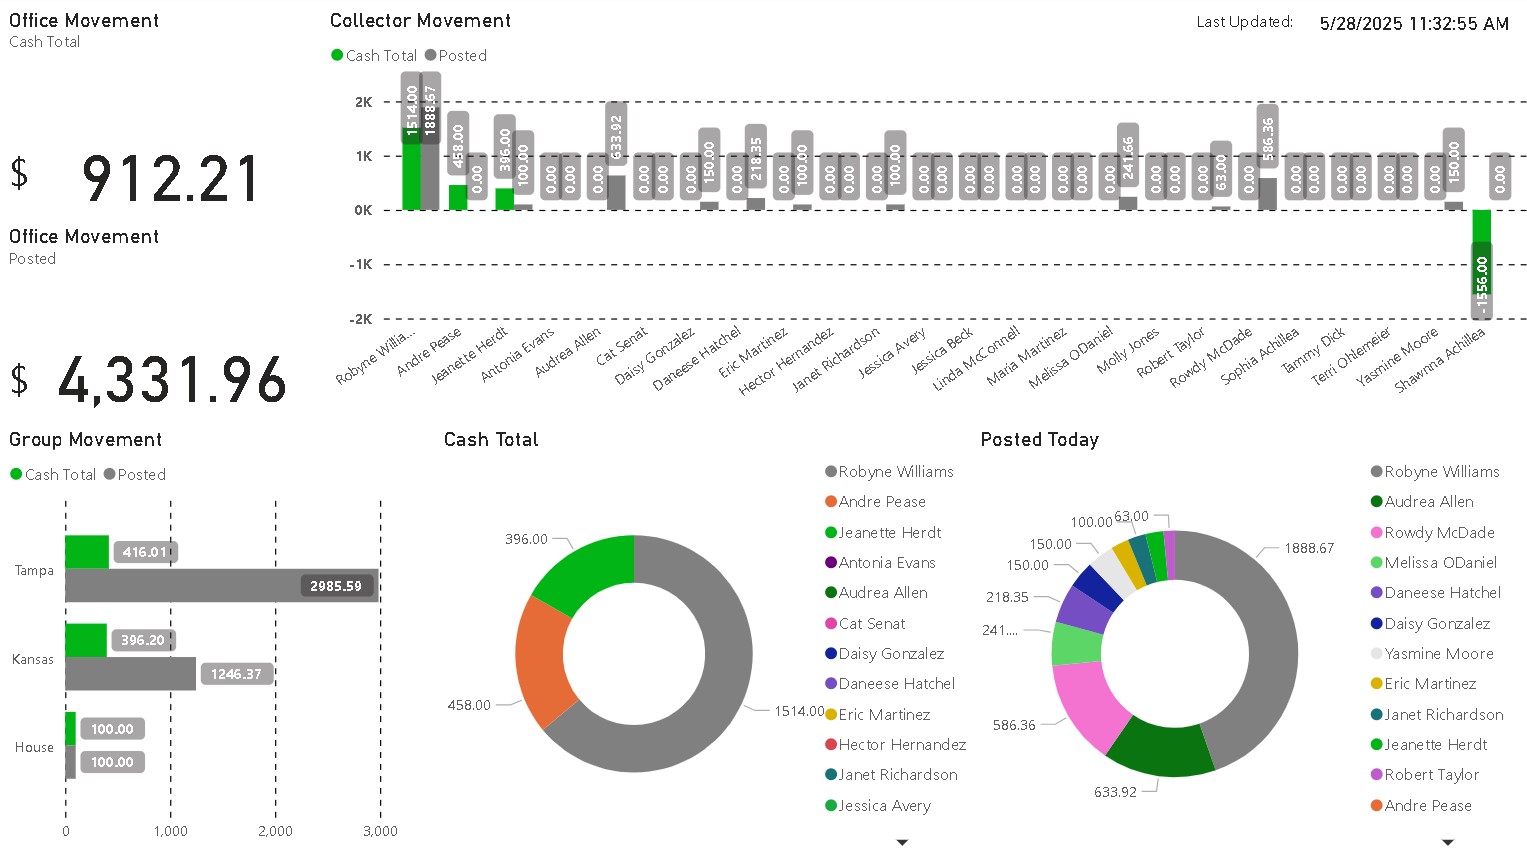 Office Movement
Cash Total
$ 912.21
Office Movement
Posted
$ 4,331.96
Collector Movement
Last Updated: 5/28/2025 11:32:55 AM
Cash Total Posted
2K
1K
0K
-1K
-2K
1514.00 1888.67 458.00 0.00 396.00 100.00 0.00 0.00 0.00 633.92 0.00 0.00 0.00 150.00 0.00 218.35 0.00 100.00 0.00 0.00 0.00 100.00 0.00 0.00 0.00 0.00 0.00 0.00 0.00 0.00 0.00 241.66 0.00 0.00 0.00 63.00 0.00 586.36 0.00 0.00 0.00 0.00 0.00 0.00 0.00 150.00 -1556.00 0.00
Robyne Willia...
Andre Pease
Jeanette Herdt
Antonia Evans
Audrea Allen
Cat Senat
Daisy Gonzalez
Daneese Hatchel
Eric Martinez
Hector Hernandez
Janet Richardson
Jessica Avery
Jessica Beck
Linda McConnell
Maria Martinez
Melissa ODaniel
Molly Jones
Robert Taylor
Rowdy McDade
Sophia Achillea
Tammy Dick
Terri Ohlemeier
Yasmine Moore
Shawnna Achillea
Group Movement
Cash Total Posted
Tampa
416.01
2985.59
Kansas
396.20
1246.37
House
100.00
100.00
0 1,000 2,000 3,000
Cash Total
396.00
458.00
1514.00
Robyne Williams
Andre Pease
Jeanette Herdt
Antonia Evans
Audrea Allen
Cat Senat
Daisy Gonzalez
Daneese Hatchel
Eric Martinez
Hector Hernandez
Janet Richardson
Jessica Avery
Posted Today
63.00
100.00
150.00
150.00
218.35
241....
586.36
633.92
1888.67
Robyne Williams
Audrea Allen
Rowdy McDade
Melissa ODaniel
Daneese Hatchel
Daisy Gonzalez
Yasmine Moore
Eric Martinez
Janet Richardson
Jeanette Herdt
Robert Taylor
Andre Pease